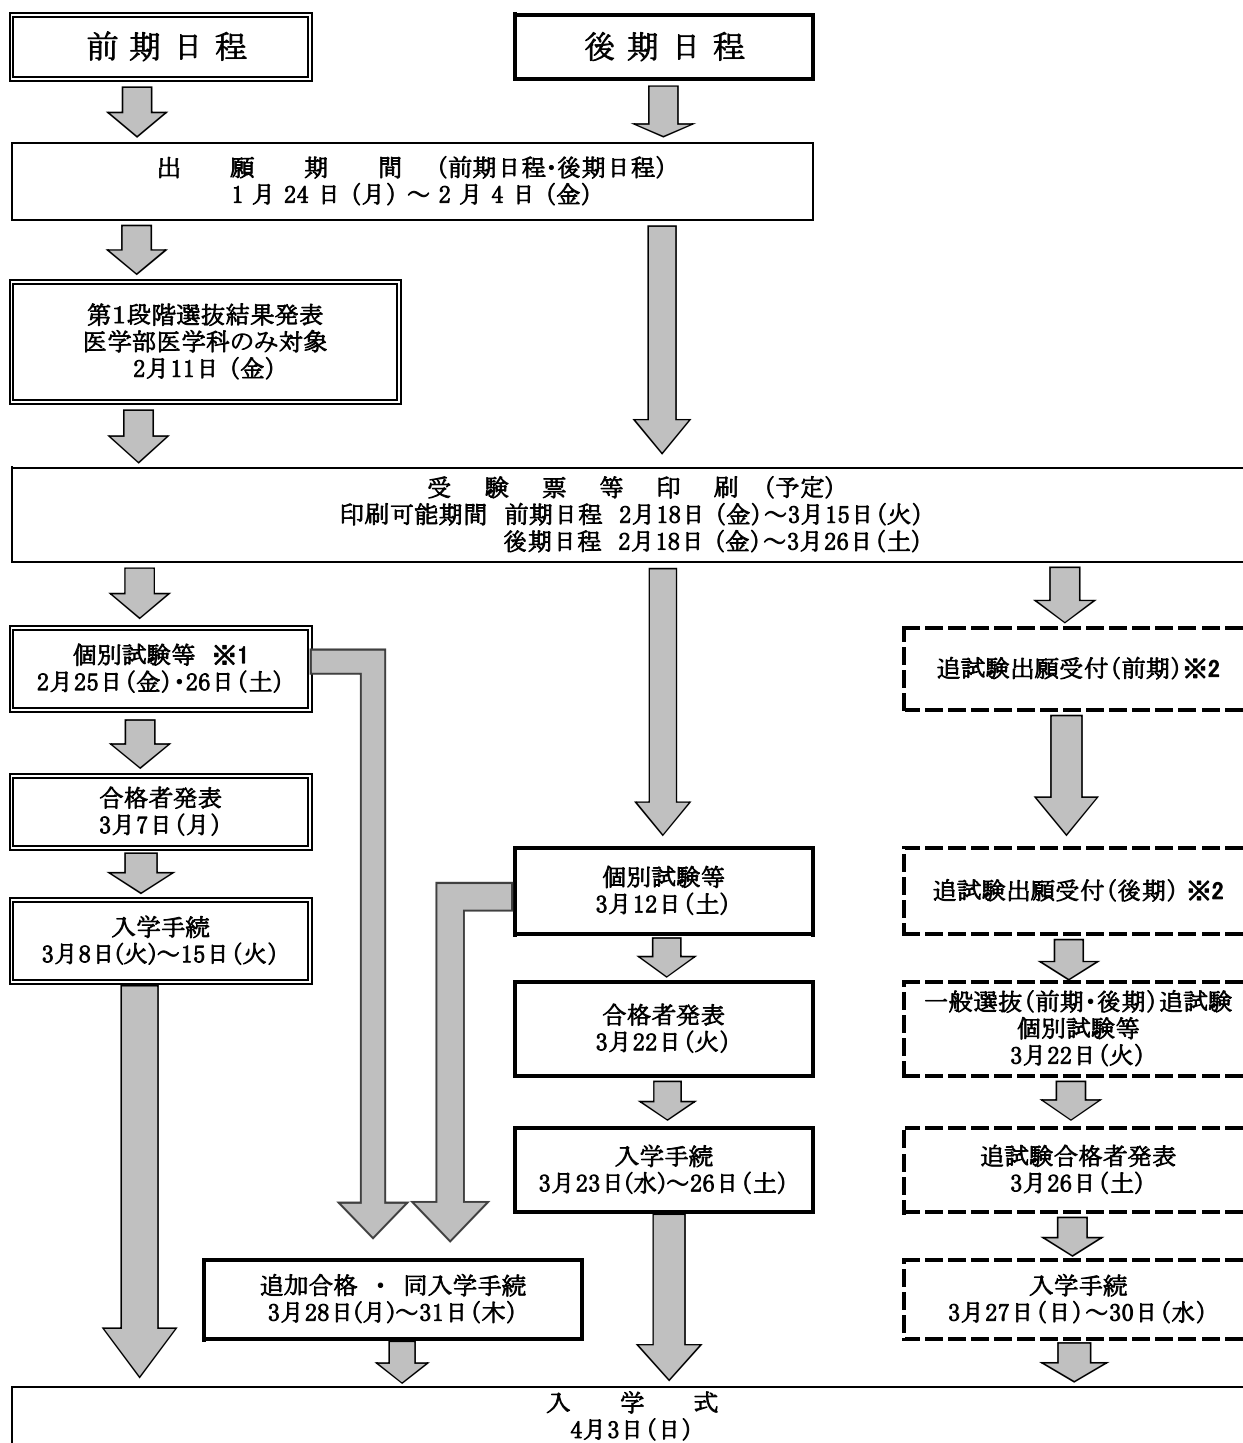 前期日程
後期日程
出願期間 (前期日程・後期日程)
1月24日(月)～2月4日(金)
第1段階選抜結果発表
医学部医学科のみ対象
2月11日(金)
受験票等印刷 (予定)
印刷可能期間 前期日程 2月18日(金)～3月15日(火)
後期日程 2月18日(金)～3月26日(土)
個別試験等 ※1
2月25日(金)・26日(土)
追試験出願受付(前期)※2
合格者発表
3月7日(月)
個別試験等
3月12日(土)
追試験出願受付(後期) ※2
入学手続
3月8日(火)～15日(火)
合格者発表
3月22日(火)
一般選抜(前期・後期)追試験
個別試験等
3月22日(火)
入学手続
3月23日(水)～26日(土)
追試験合格者発表
3月26日(土)
追加合格 ・ 同入学手続
3月28日(月)～31日(木)
入学手続
3月27日(日)～30日(水)
入学式
4月3日(日)